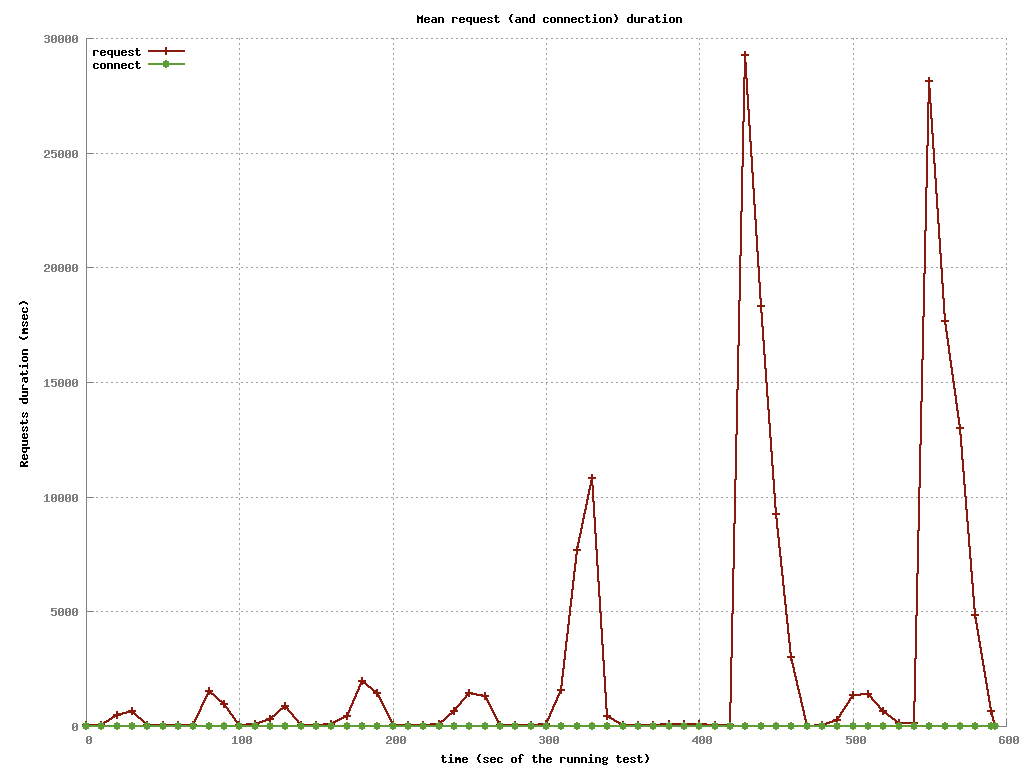 Mean request (and connection) duration
30000
request
connect
25000
20000
15000
10000
5000
0
Requests duration (msec)
0 100 200 300 400 500 600
time (sec of the running test)